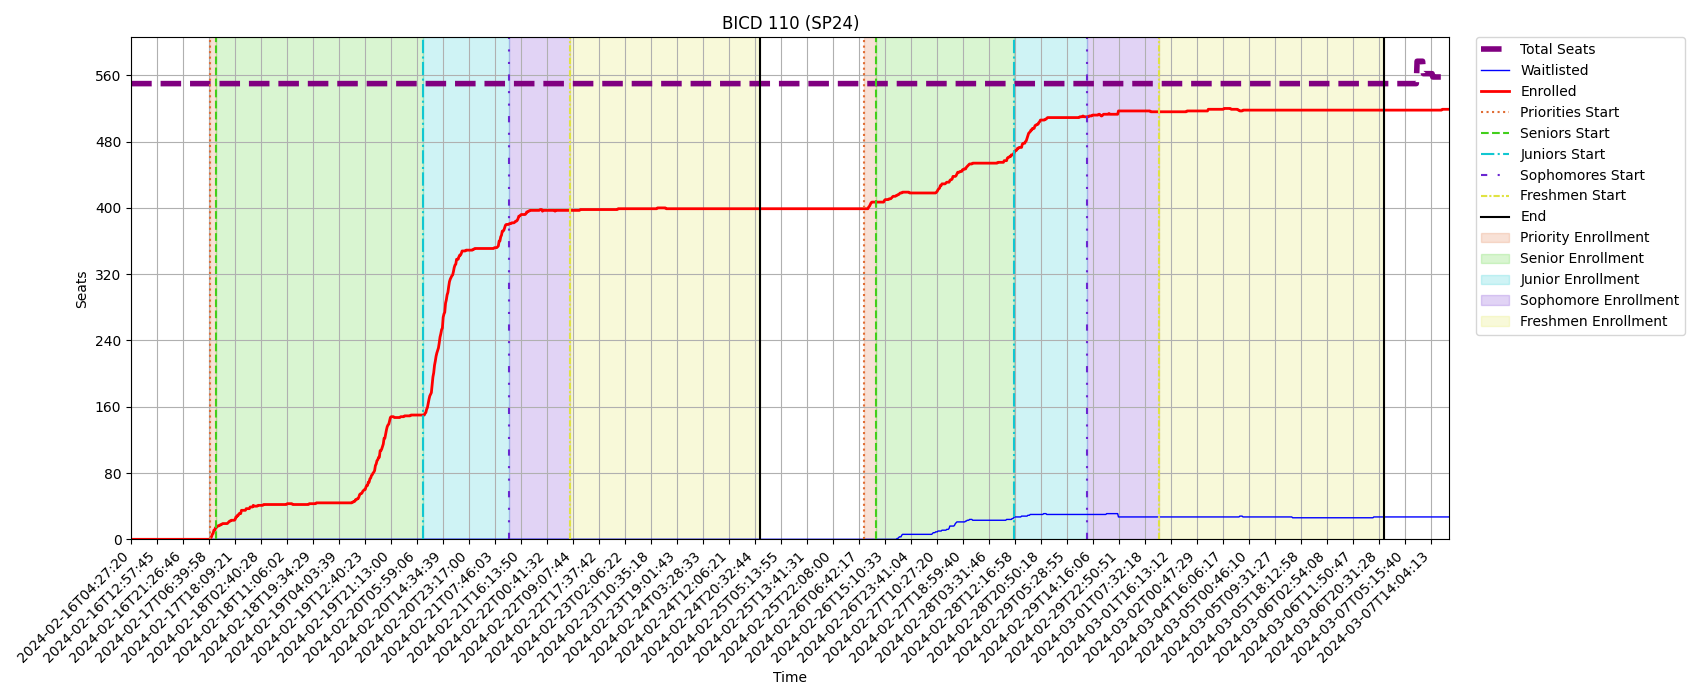 BICD 110 (SP24)
Seats
560
480
400
320
240
160
80
0
2024-02-16T04:27:20
2024-02-16T12:57:45
2024-02-16T21:26:46
2024-02-17T06:39:58
2024-02-17T18:09:21
2024-02-18T02:40:28
2024-02-18T11:06:02
2024-02-18T19:34:29
2024-02-19T04:03:39
2024-02-19T12:40:23
2024-02-19T21:13:00
2024-02-20T05:59:06
2024-02-20T14:34:39
2024-02-20T23:17:00
2024-02-21T07:46:03
2024-02-21T16:13:50
2024-02-22T00:41:32
2024-02-22T09:07:44
2024-02-22T17:37:42
2024-02-23T02:06:22
2024-02-23T10:35:18
2024-02-23T19:01:43
2024-02-24T03:28:33
2024-02-24T12:06:21
2024-02-24T20:32:44
2024-02-25T05:13:55
2024-02-25T13:41:31
2024-02-25T22:08:00
2024-02-26T06:42:17
2024-02-26T15:10:33
2024-02-26T23:41:04
2024-02-27T10:27:20
2024-02-27T18:59:40
2024-02-28T03:31:46
2024-02-28T12:16:58
2024-02-28T20:50:18
2024-02-29T05:28:55
2024-02-29T14:16:06
2024-02-29T22:50:51
2024-03-01T07:32:18
2024-03-01T16:13:12
2024-03-02T00:47:29
2024-03-04T16:06:17
2024-03-05T00:46:10
2024-03-05T09:31:27
2024-03-05T18:12:58
2024-03-06T02:54:08
2024-03-06T11:50:47
2024-03-06T20:31:28
2024-03-07T05:15:40
2024-03-07T14:04:13
Time
Total Seats
Waitlisted
Enrolled
Priorities Start
Seniors Start
Juniors Start
Sophomores Start
Freshmen Start
End
Priority Enrollment
Senior Enrollment
Junior Enrollment
Sophomore Enrollment
Freshmen Enrollment